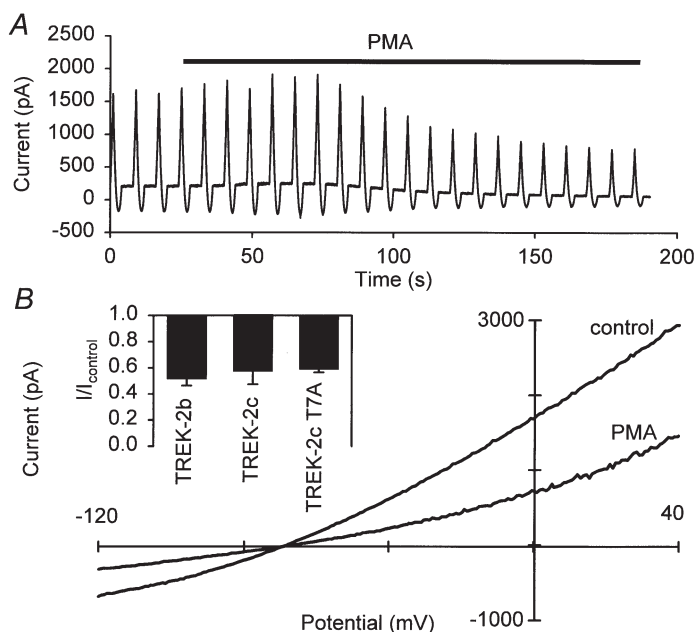 A
PMA
2500
2000
1500
1000
500
0
-500
Current (pA)
0
50
100
150
200
Time (s)
B
1.0
0.8
0.6
0.4
0.2
0.0
I/Icontrol
TREK-2b
TREK-2c
TREK-2c T7A
3000
control
PMA
Current (pA)
-120
40
Potential (mV)
-1000